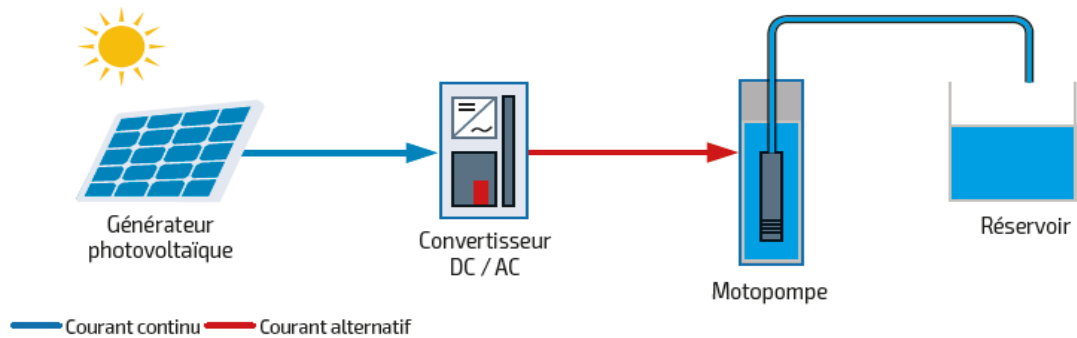 Générateur
photovoltaïque
Convertisseur
DC / AC
Motopompe
Réservoir
Courant continu
Courant alternatif